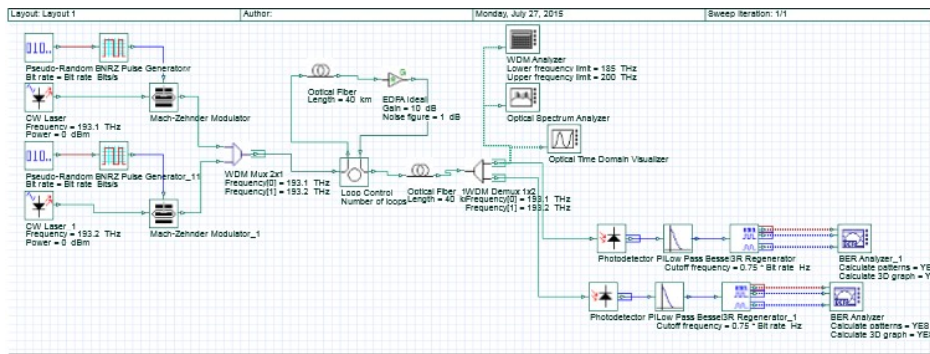 Layout: Layout 1
Author:
Monday, July 27, 2015
Sweep Iteration: 1/1
Pseudo-Random BNRZ Pulse Generator
Bit rate = Bit rate Bits/s
CW Laser
Frequency = 193.1 THz
Power = 0 dBm
Mach-Zehnder Modulator
Pseudo-Random BNRZ Pulse Generator_11
Bit rate = Bit rate Bits/s
CW Laser_1
Frequency = 193.2 THz
Power = 0 dBm
Mach-Zehnder Modulator_1
WDM Mux 2x1
Frequency[0] = 193.1 THz
Frequency[1] = 193.2 THz
Optical Fiber
Length = 40 km
EDFA Ideal
Gain = 10 dB
Noise figure = 1 dB
Loop Control
Number of loops
Optical Fiber
Length = 40
WDM Demux 1x2
Frequency[0] = 193.1 THz
Frequency[1] = 193.2 THz
WDM Analyzer
Lower frequency limit = 185 THz
Upper frequency limit = 200 THz
Optical Spectrum Analyzer
Optical Time Domain Visualizer
Photodetector PI
Low Pass Bessel
3R Regenerator
Cutoff frequency = 0.75 * Bit rate Hz
BER Analyzer_1
Calculate patterns = YE
Calculate 3D graph = Y
Photodetector PI
Low Pass Bessel
3R Regenerator_1
Cutoff frequency = 0.75 * Bit rate Hz
BER Analyzer
Calculate patterns = YES
Calculate 3D graph = YE